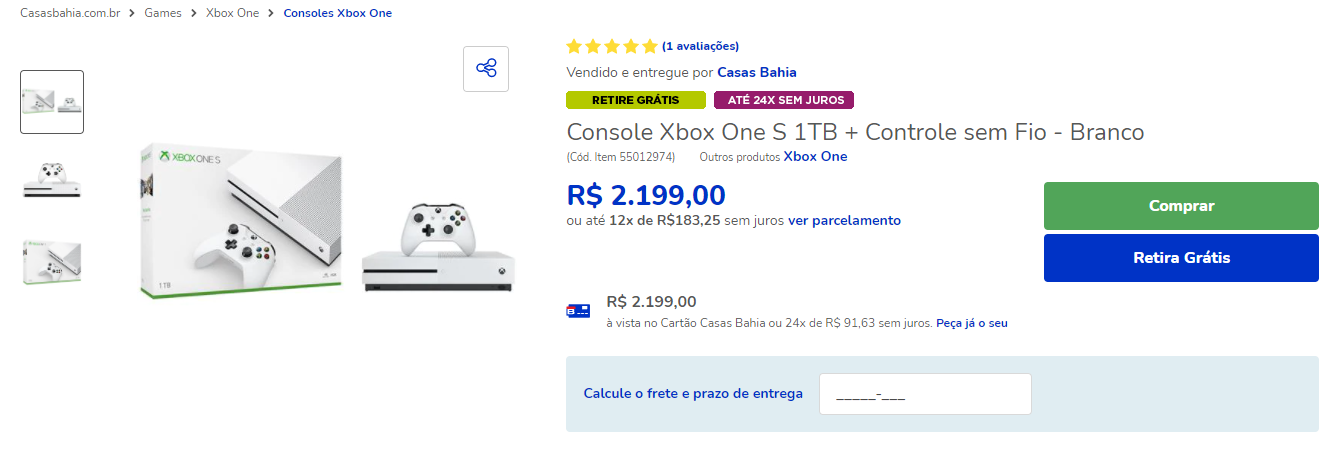 Casasbahia.com.br > Games > Xbox One > Consoles Xbox One
(1 avaliações)
Vendido e entregue por Casas Bahia
RETIRE GRÁTIS ATÉ 24X SEM JUROS
Console Xbox One S 1TB + Controle sem Fio - Branco
(Cód. Item 55012974) Outros produtos Xbox One
R$ 2.199,00
ou até 12x de R$183,25 sem juros ver parcelamento
Comprar
Retira Grátis
R$ 2.199,00
à vista no Cartão Casas Bahia ou 24x de R$ 91,63 sem juros. Peça já o seu
Calcule o frete e prazo de entrega _____-___
XBOX ONE S
1TB